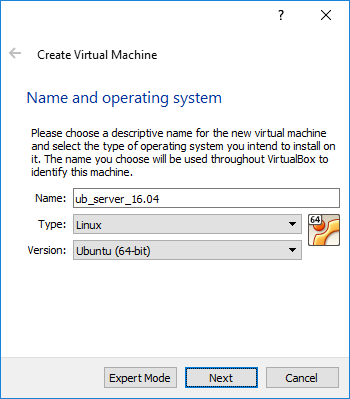 ?
Create Virtual Machine
Name and operating system
Please choose a descriptive name for the new virtual machine
and select the type of operating system you intend to install on
it. The name you choose will be used throughout VirtualBox to
identify this machine.
Name: ub_server_16.04
Type: Linux
64
Version: Ubuntu (64-bit)
Expert Mode Next Cancel